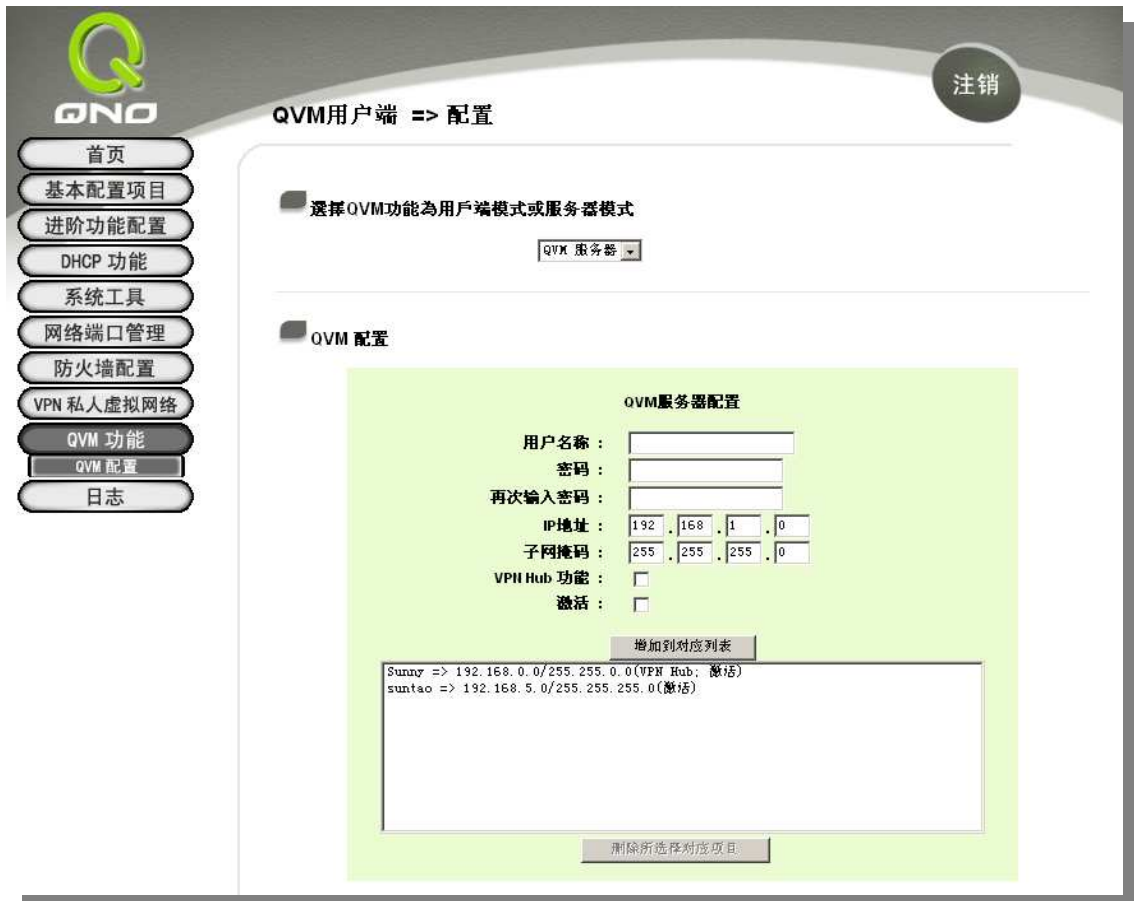 QNO
注销
QVM用户端 => 配置
首页
基本配置项目
进阶功能配置
DHCP 功能
系统工具
网络端口管理
防火墙配置
VPN 私人虚拟网络
QVM 功能
QVM 配置
日志
選擇QVM功能為用戶端模式或服务器模式
QVM 服务器
QVM 配置
QVM服务器配置
用户名称：
密码：
再次输入密码：
IP地址： 192 . 168 . 1 . 0
子网掩码： 255 . 255 . 255 . 0
VPN Hub 功能：
激活：
增加到对应列表
Sunny => 192.168.0.0/255.255.0.0(VPN Hub; 激活)
suntao => 192.168.5.0/255.255.255.0(激活)
删除所选择对应项目